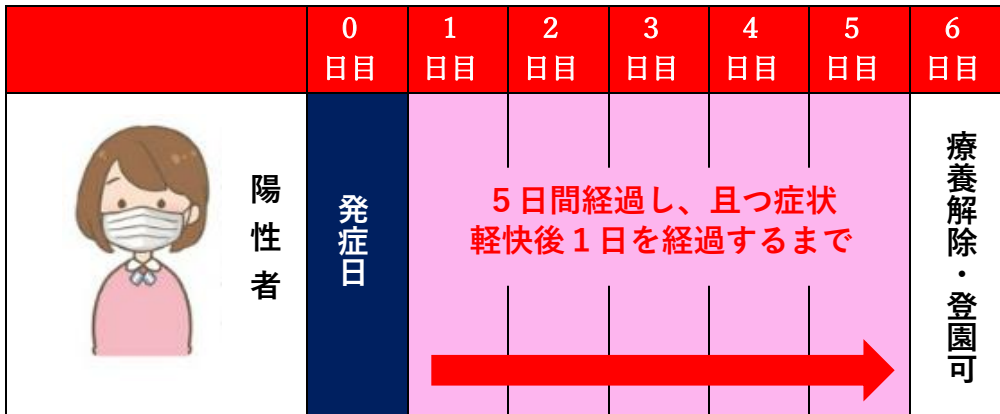 0 1 2 3 4 5 6
日目 日目 日目 日目 日目 日目 日目
陽性者
発症日
5日間経過し、且つ症状
軽快後1日を経過するまで
療養解除・登園可